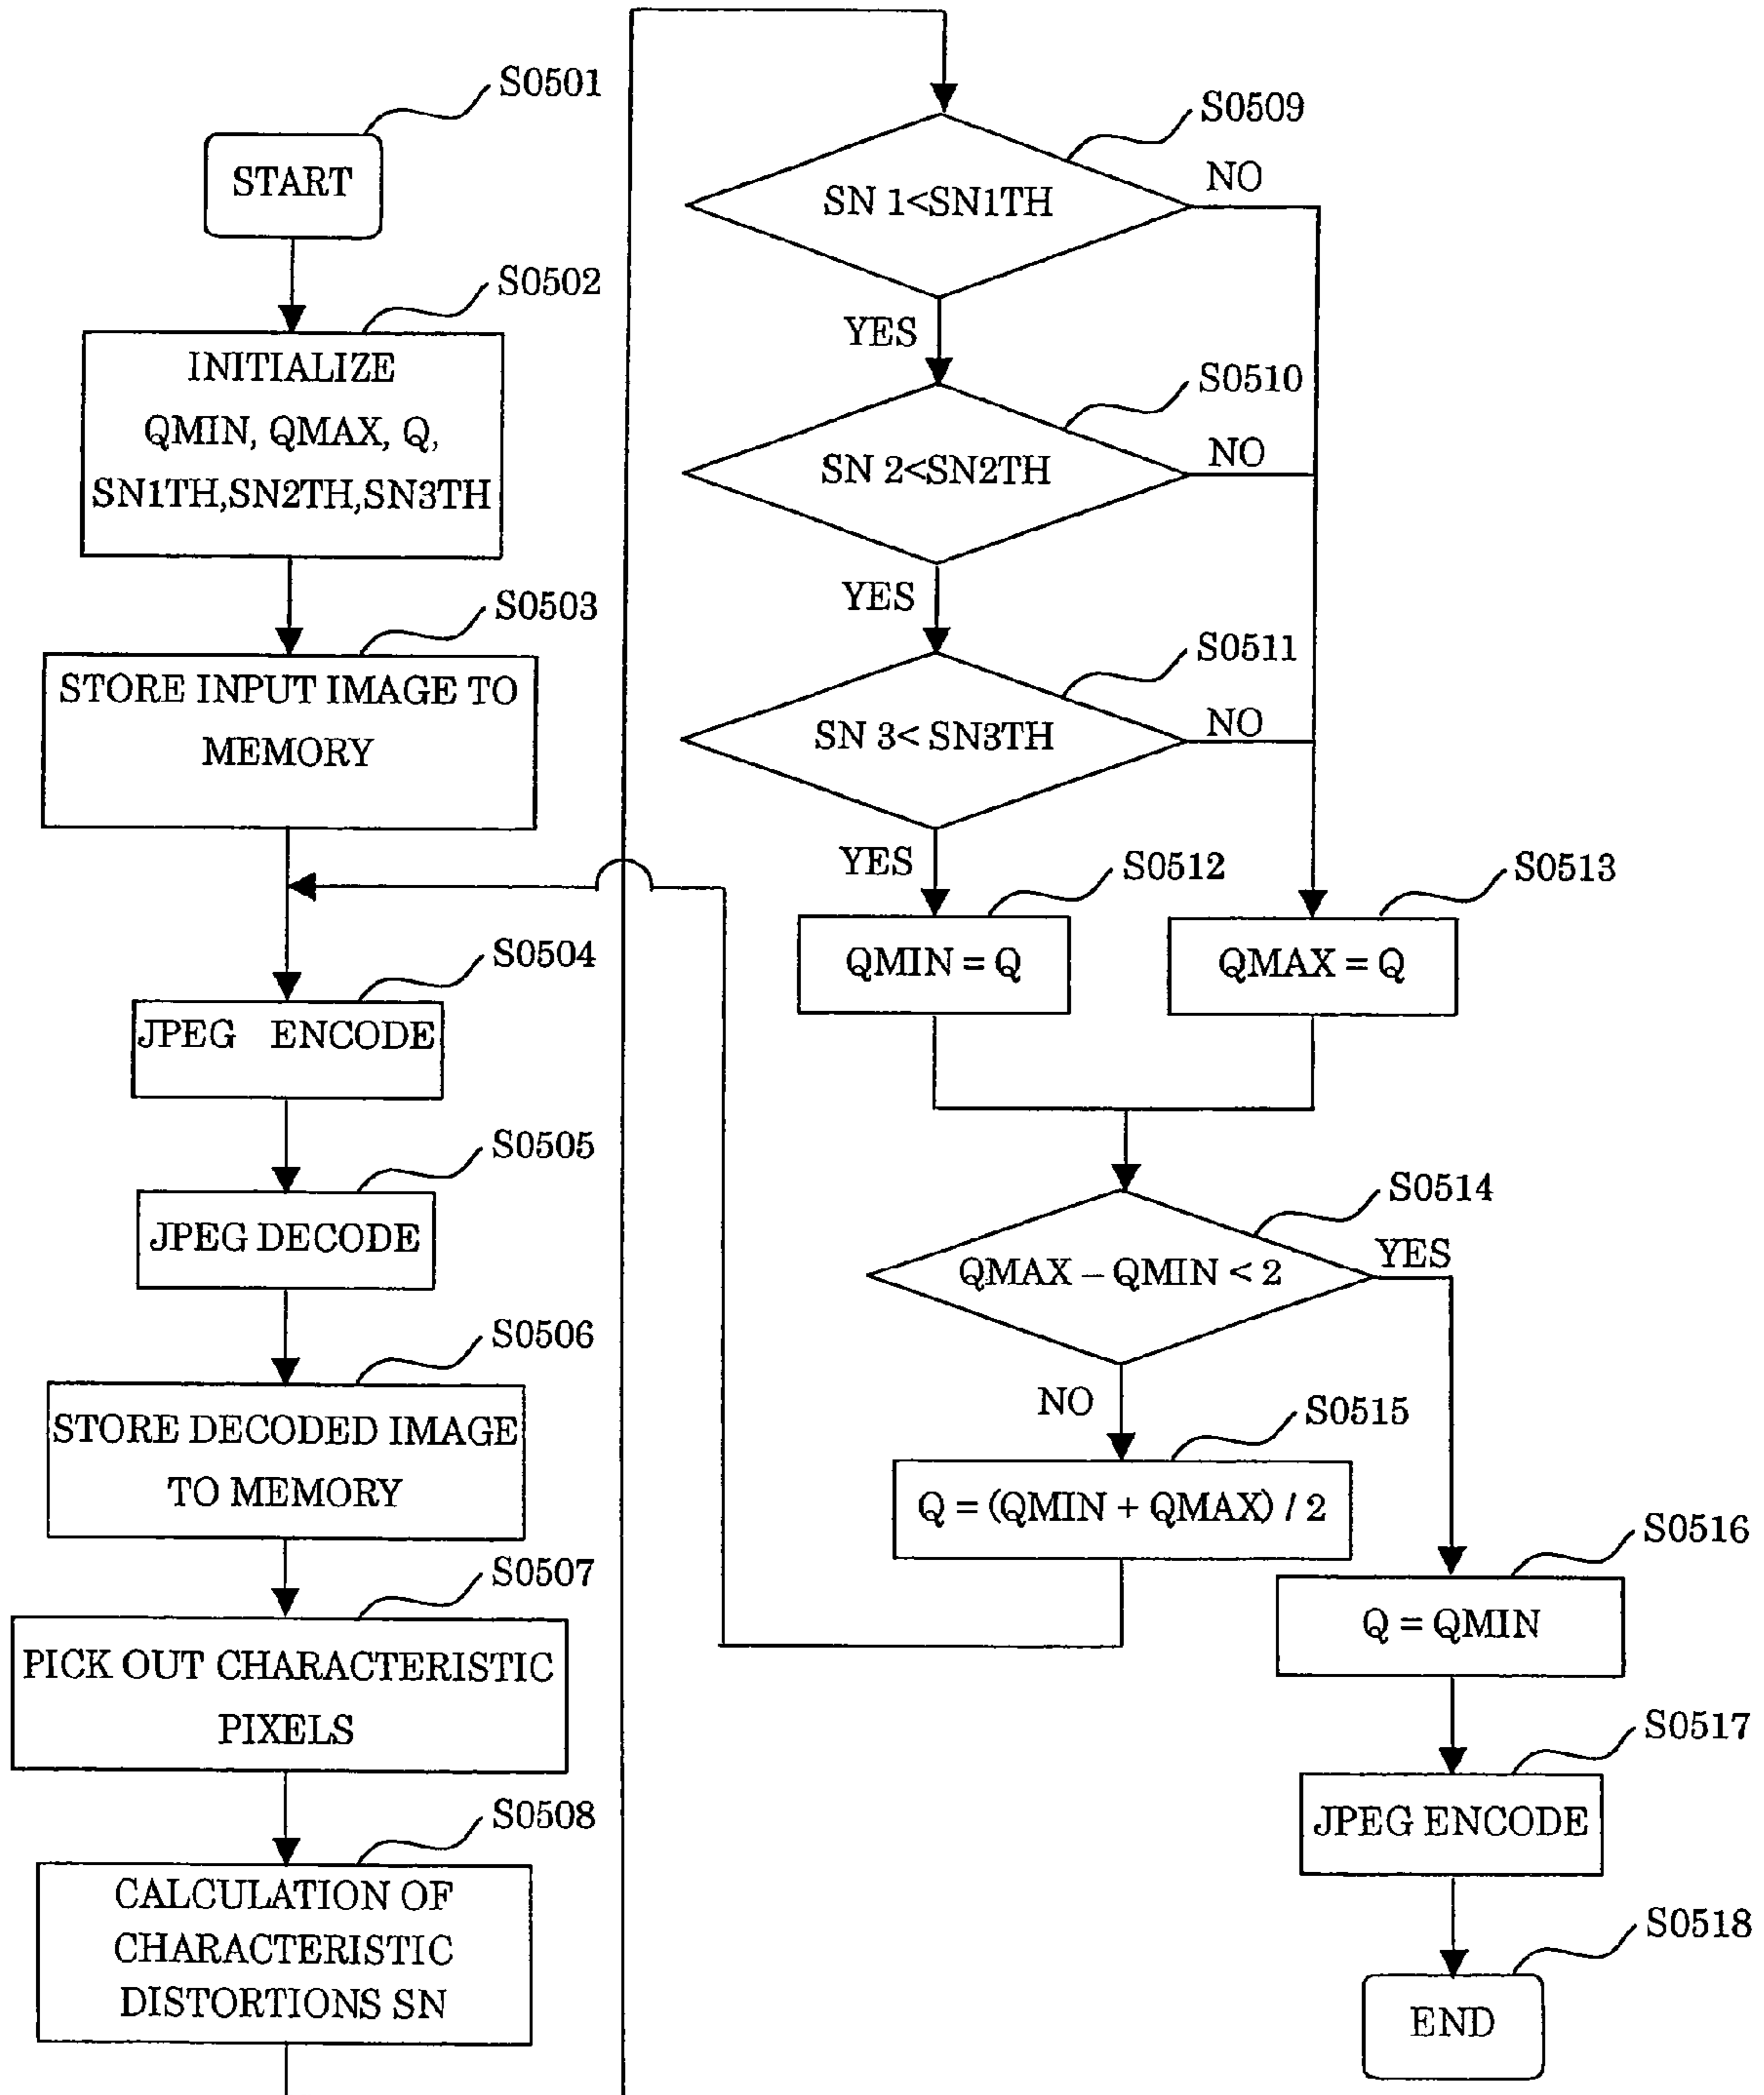 S0501
START
S0502
INITIALIZE
QMIN, QMAX, Q,
SN1TH,SN2TH,SN3TH
S0503
STORE INPUT IMAGE TO
MEMORY
S0504
JPEG ENCODE
S0505
JPEG DECODE
S0506
STORE DECODED IMAGE
TO MEMORY
S0507
PICK OUT CHARACTERISTIC
PIXELS
S0508
CALCULATION OF
CHARACTERISTIC
DISTORTIONS SN
S0509
SN 1<SN1TH
NO
YES
S0510
SN 2<SN2TH
NO
YES
S0511
SN 3< SN3TH
NO
YES
S0512
QMIN = Q
S0513
QMAX = Q
S0514
QMAX – QMIN < 2
YES
NO
S0515
Q = (QMIN + QMAX) / 2
S0516
Q = QMIN
S0517
JPEG ENCODE
S0518
END